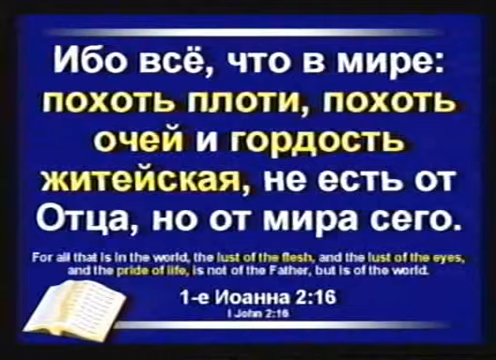 Ибо всё, что в мире:
похоть плоти, похоть
очей и гордость
житейская, не есть от
Отца, но от мира сего.
For all that is in the world, the lust of the flesh, and the lust of the eyes,
and the pride of life, is not of the Father, but is of the world.
1-е Иоанна 2:16
I John 2:16